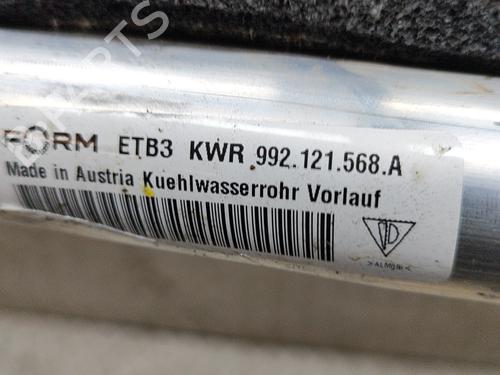 FORM ETB3 KWR 992.121.568.A
Made in Austria Kuehlwasserrohr Vorlauf